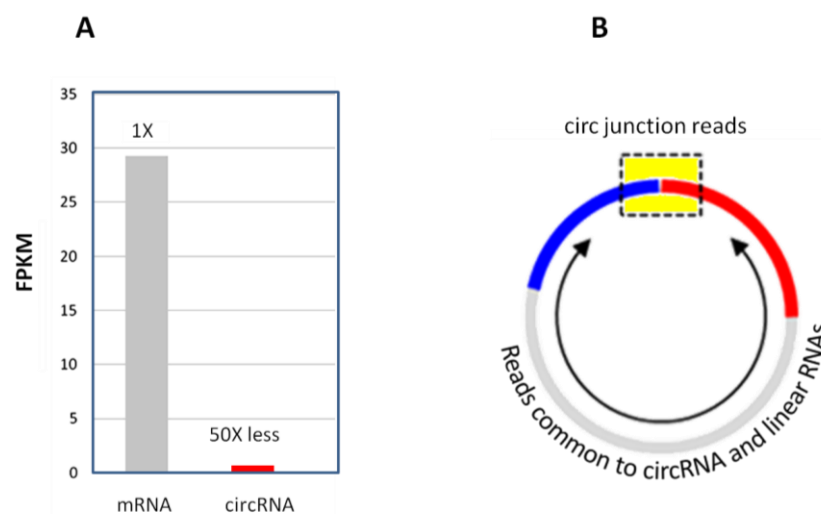 A
B
35
30
25
20
15
10
5
0
FPKM
1X
50X less
mRNA
circRNA
circ junction reads
Reads common to circRNA and linear RNAs